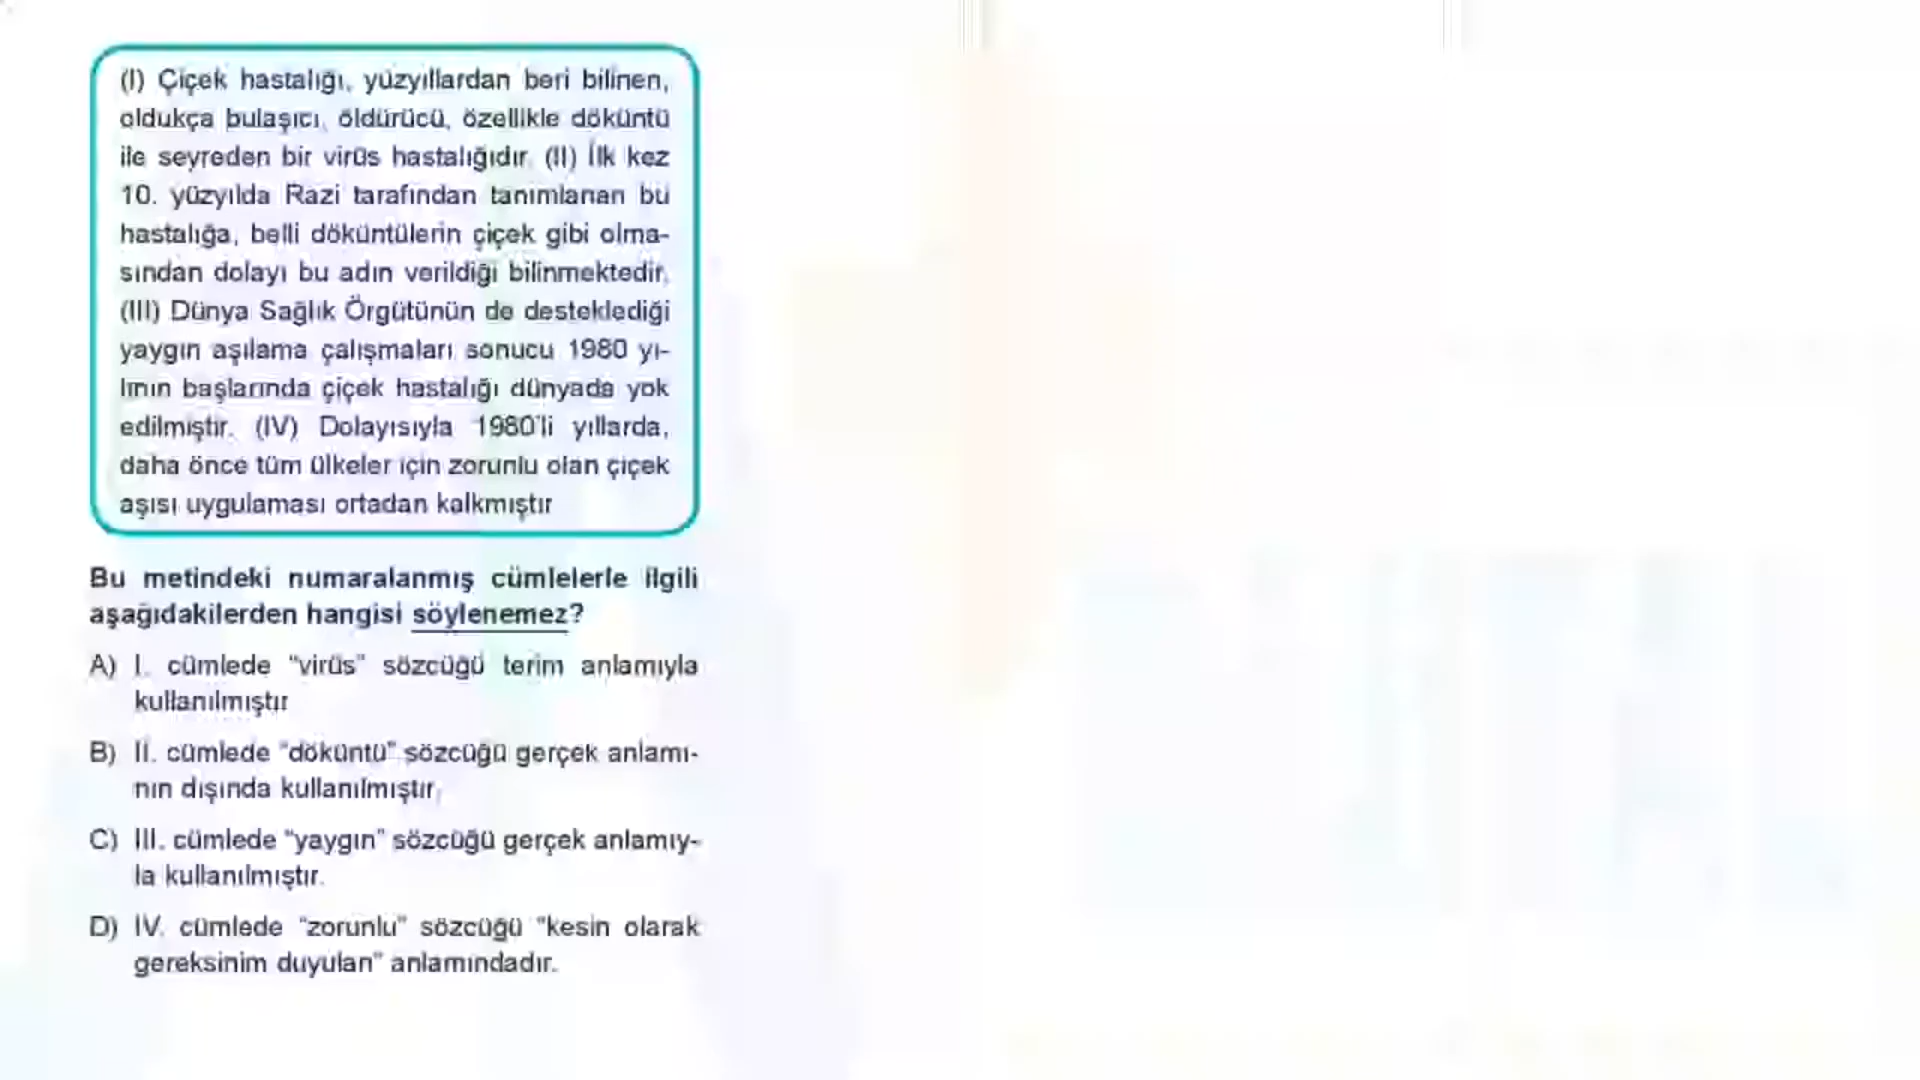 (I) Çiçek hastalığı, yüzyıllardan beri bilinen,
oldukça bulaşıcı, öldürücü, özellikle döküntü
ile seyreden bir virüs hastalığıdır. (II) İlk kez
10. yüzyılda Razi tarafından tanımlanan bu
hastalığa, belli döküntülerin çiçek gibi olma-
sından dolayı bu adın verildiği bilinmektedir.
(III) Dünya Sağlık Örgütünün de desteklediği
yaygın aşılama çalışmaları sonucu 1980 yı-
lının başlarında çiçek hastalığı dünyada yok
edilmiştir. (IV) Dolayısıyla 1980'li yıllarda,
daha önce tüm ülkeler için zorunlu olan çiçek
aşısı uygulaması ortadan kalkmıştır
Bu metindeki numaralanmış cümlelerle ilgili
aşağıdakilerden hangisi söylenemez?
A) I. cümlede "virüs" sözcüğü terim anlamıyla
kullanılmıştır
B) II. cümlede "döküntü" sözcüğü gerçek anlamı-
nın dışında kullanılmıştır.
C) III. cümlede "yaygın" sözcüğü gerçek anlamıy-
la kullanılmıştır.
D) IV. cümlede "zorunlu" sözcüğü "kesin olarak
gereksinim duyulan" anlamındadır.